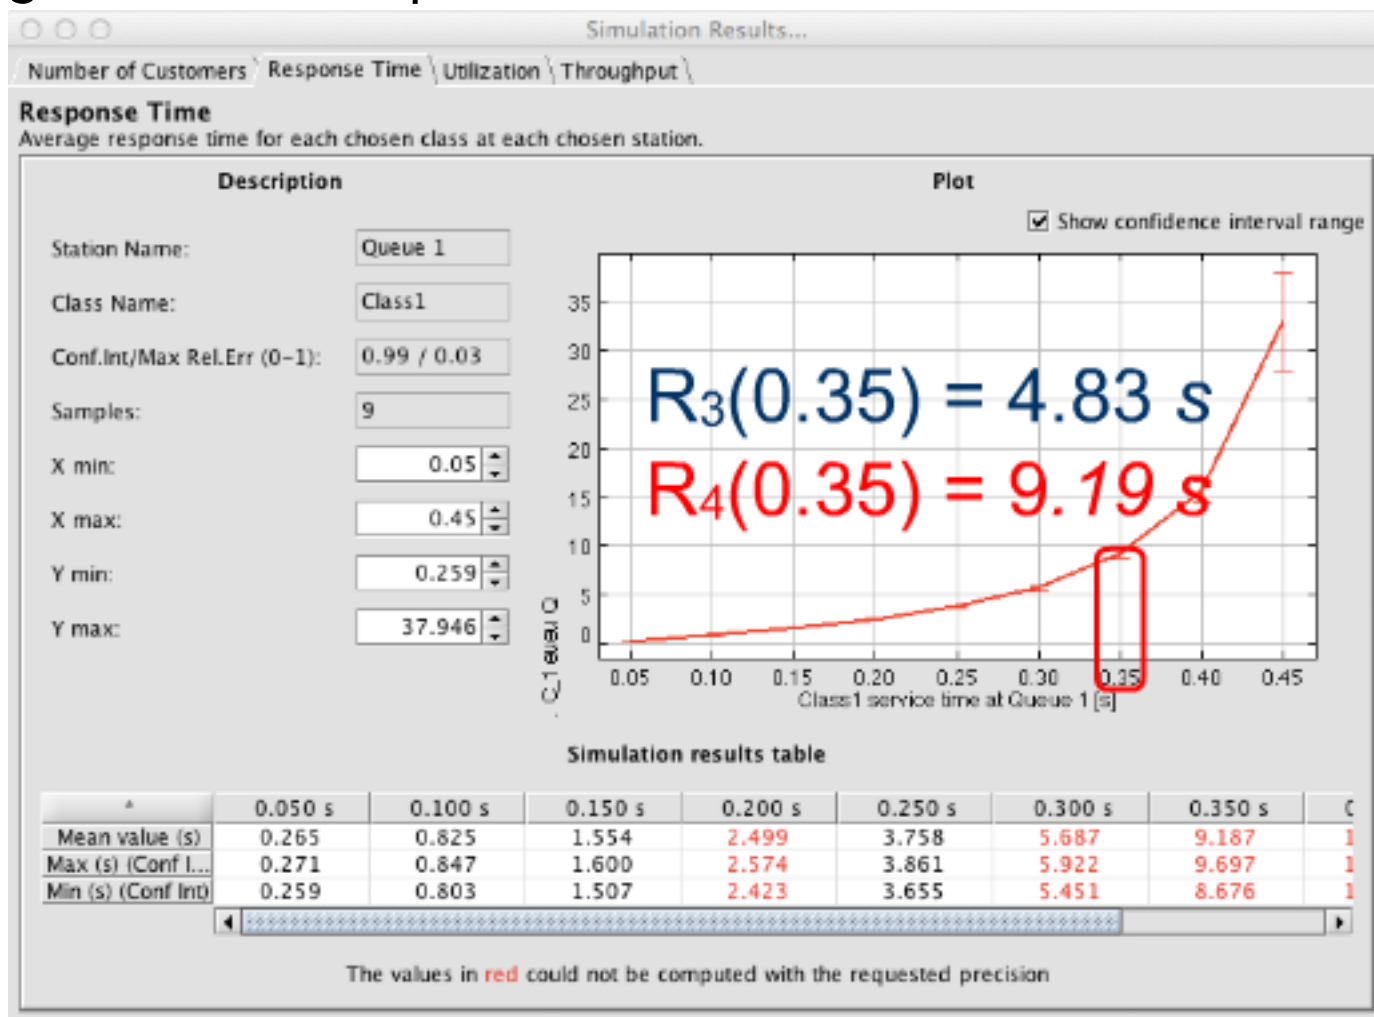 Simulation Results...
Number of Customers Response Time Utilization Throughput
Response Time
Average response time for each chosen class at each chosen station.
Description
Plot
Show confidence interval range
Station Name: Queue 1
Class Name: Class1
Conf.Int/Max Rel.Err (0-1): 0.99 / 0.03
Samples: 9
X min: 0.05
X max: 0.45
Y min: 0.259
Y max: 37.946
35
30
25
20
15
10
5
0
R3(0.35) = 4.83 s
R4(0.35) = 9.19 s
0.05 0.10 0.15 0.20 0.25 0.30 0.35 0.40 0.45
Class1 service time at Queue 1 [s]
Simulation results table
0.050 s 0.100 s 0.150 s 0.200 s 0.250 s 0.300 s 0.350 s
Mean value (s) 0.265 0.825 1.554 2.499 3.758 5.687 9.187 1
Max (s) (Conf I... 0.271 0.847 1.600 2.574 3.861 5.922 9.697 1
Min (s) (Conf Int) 0.259 0.803 1.507 2.423 3.655 5.451 8.676 1
The values in red could not be computed with the requested precision